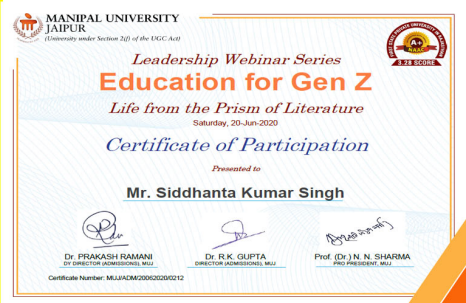 MANIPAL UNIVERSITY
JAIPUR
(University under Section 2(f) of the UGC Act)
A+
NAAC
3.28 SCORE
Leadership Webinar Series
Education for Gen Z
Life from the Prism of Literature
Saturday, 20-Jun-2020
Certificate of Participation
Presented to
Mr. Siddhanta Kumar Singh
Dr. PRAKASH RAMANI
DY DIRECTOR (ADMISSIONS), MUJ
Dr. R.K. GUPTA
DIRECTOR (ADMISSIONS), MUJ
Prof. (Dr.) N. N. SHARMA
PRO PRESIDENT, MUJ
Certificate Number: MUJ/ADM/20062020/0212